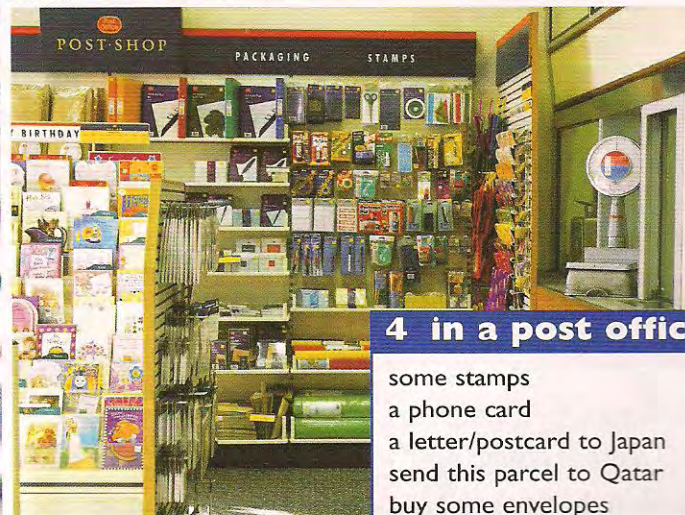 POST·SHOP
PACKAGING STAMPS
BIRTHDAY
4 in a post offic
some stamps
a phone card
a letter/postcard to Japan
send this parcel to Qatar
buy some envelopes